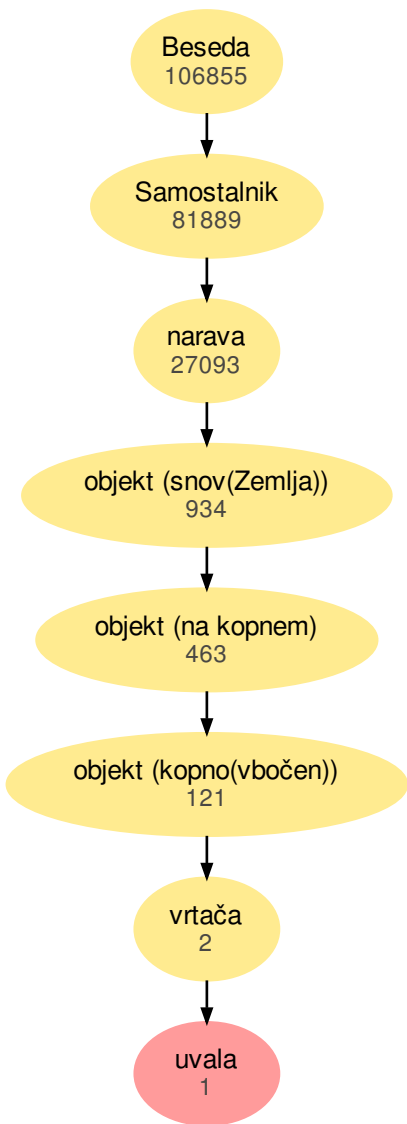 Beseda
106855
Samostalnik
81889
narava
27093
objekt (snov(Zemlja))
934
objekt (na kopnem)
463
objekt (kopno(vbočen))
121
vrtača
2
uvala
1